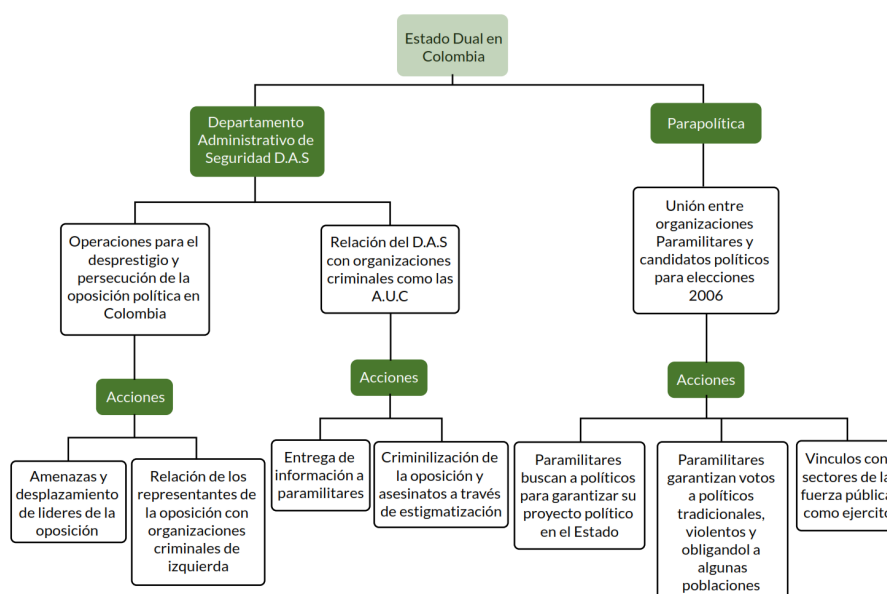 Estado Dual en
Colombia
Departamento
Administrativo de
Seguridad D.A.S
Parapolítica
Operaciones para el
desprestigio y
persecución de la
oposición política en
Colombia
Relación del D.A.S
con organizaciones
criminales como las
A.U.C
Unión entre
organizaciones
Paramilitares y
candidatos políticos
para elecciones
2006
Acciones
Acciones
Acciones
Amenazas y
desplazamiento
de lideres de la
oposición
Relación de los
representantes de
la oposición con
organizaciones
criminales de
izquierda
Entrega de
información a
paramilitares
Criminilización de
la oposición y
asesinatos a través
de estigmatización
Paramilitares
buscan a políticos
para garantizar su
proyecto político
en el Estado
Paramilitares
garantizan votos
a políticos
tradicionales,
violentos y
obligandol a
algunas
poblaciones
Vinculos con
sectores de la
fuerza pública
como ejercito